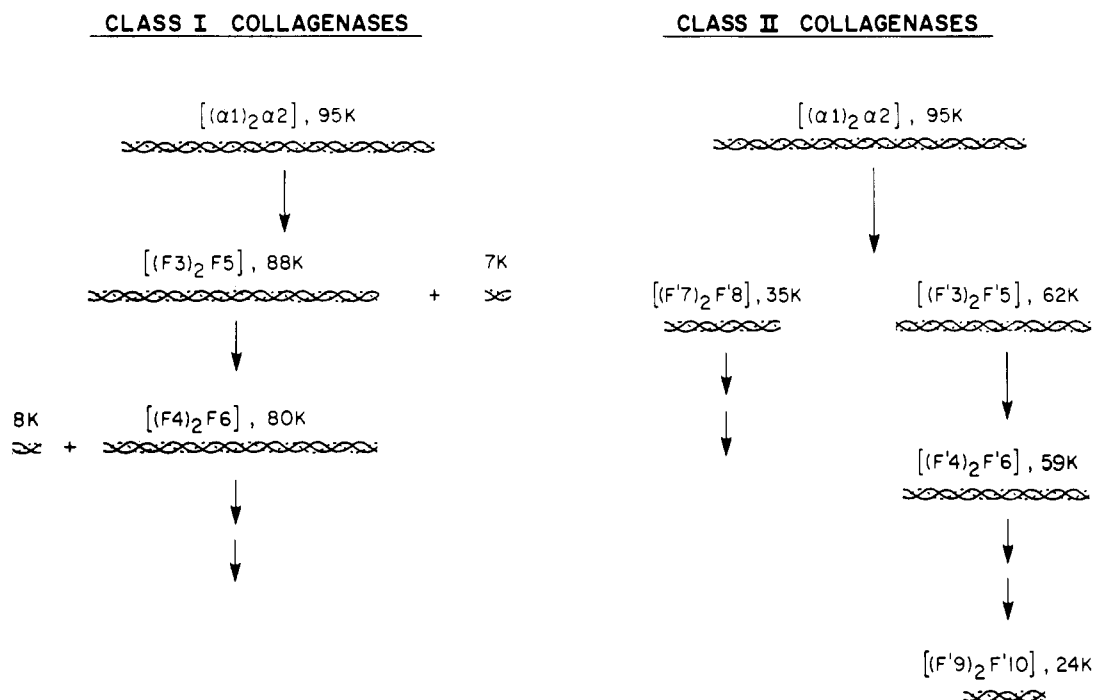 CLASS I COLLAGENASES
[(α1)₂α2], 95K
[(F3)₂F5], 88K
+
7K
8K
+
[(F4)₂F6], 80K
CLASS II COLLAGENASES
[(α1)₂α2], 95K
[(F'7)₂F'8], 35K
[(F'3)₂F'5], 62K
[(F'4)₂F'6], 59K
[(F'9)₂F'10], 24K